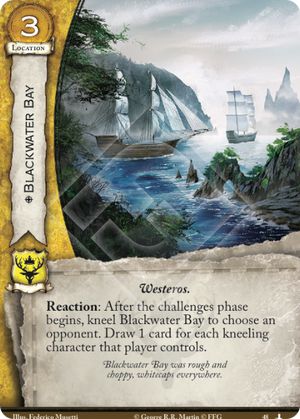 3
LOCATION
BLACKWATER BAY
Westeros.
Reaction: After the challenges phase
begins, kneel Blackwater Bay to choose an
opponent. Draw 1 card for each kneeling
character that player controls.
Blackwater Bay was rough and
choppy, whitecaps everywhere.
Illus. Federico Musetti
© George R.R. Martin © FFG
48